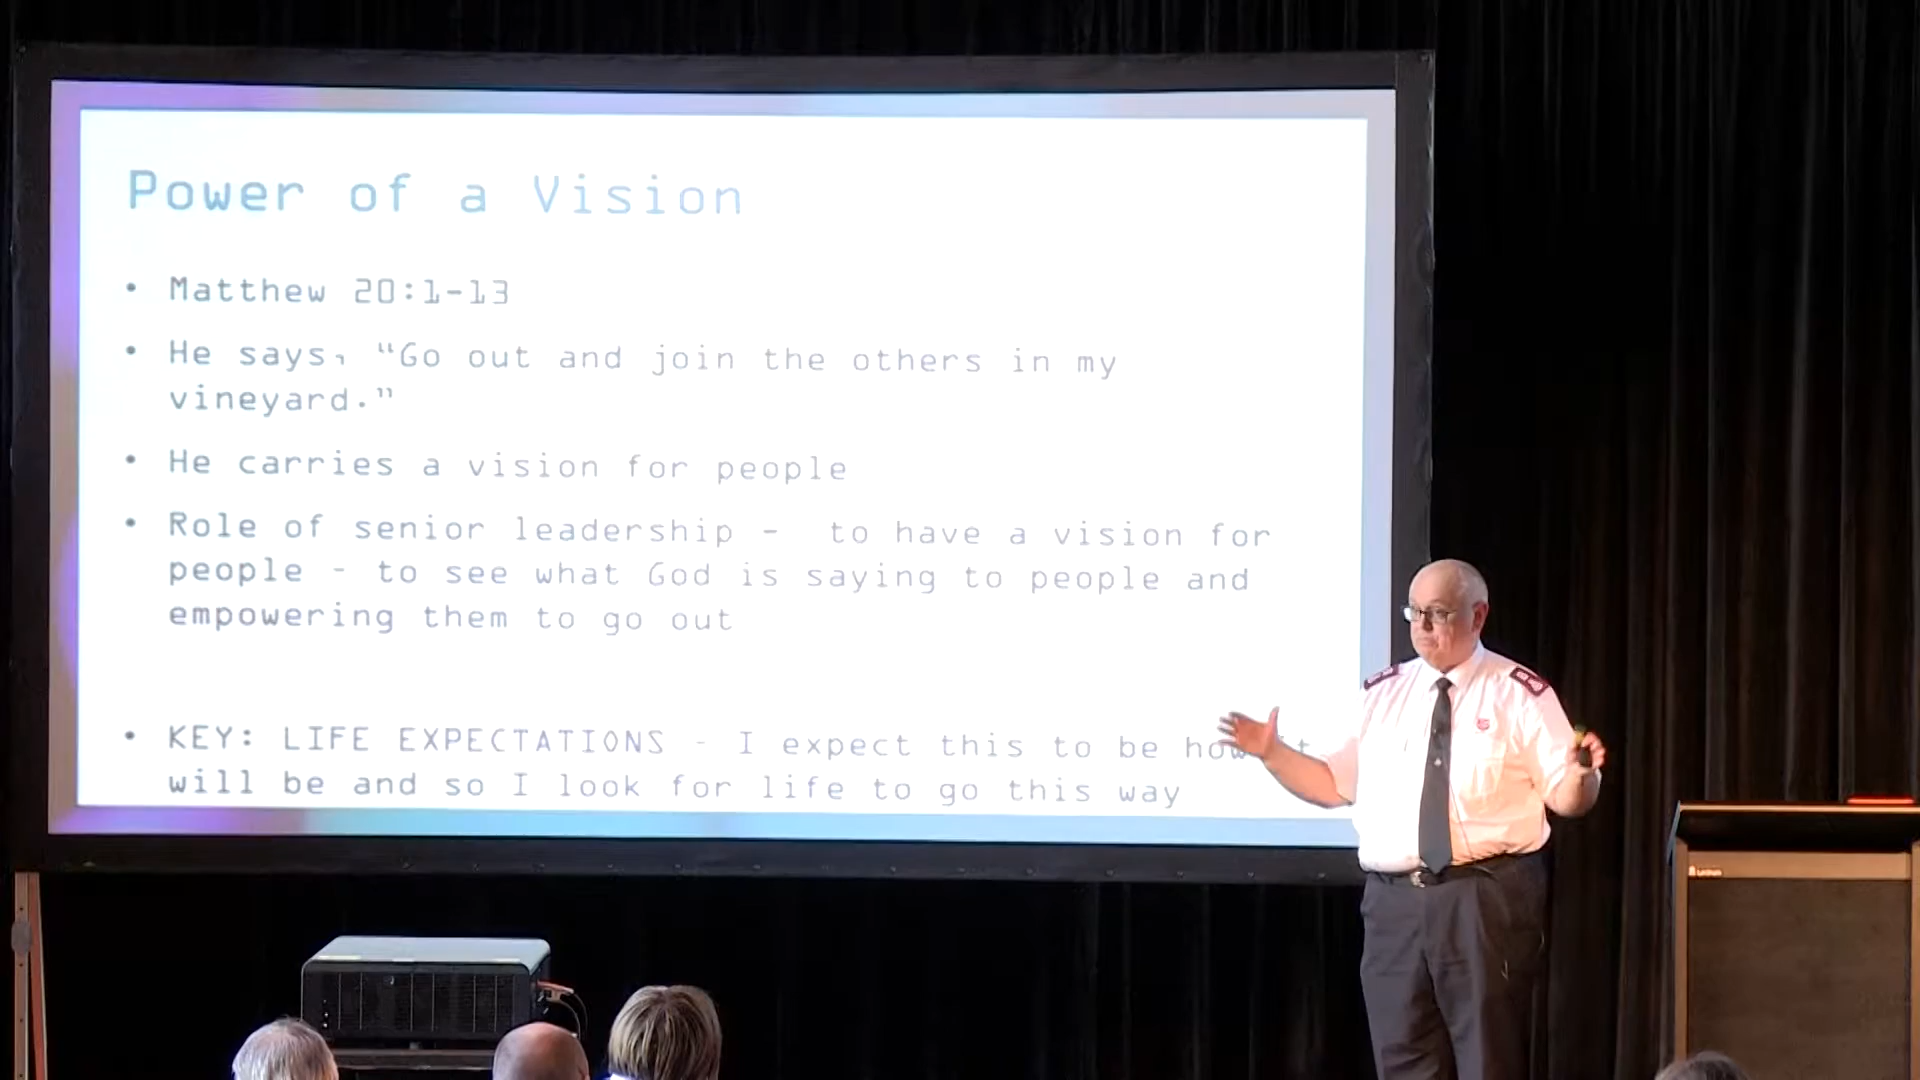 Power of a Vision
• Matthew 20:1-13
• He says, “Go out and join the others in my
vineyard.”
• He carries a vision for people
• Role of senior leadership - to have a vision for
people - to see what God is saying to people and
empowering them to go out
• KEY: LIFE EXPECTATIONS - I expect this to be how it
will be and so I look for life to go this way